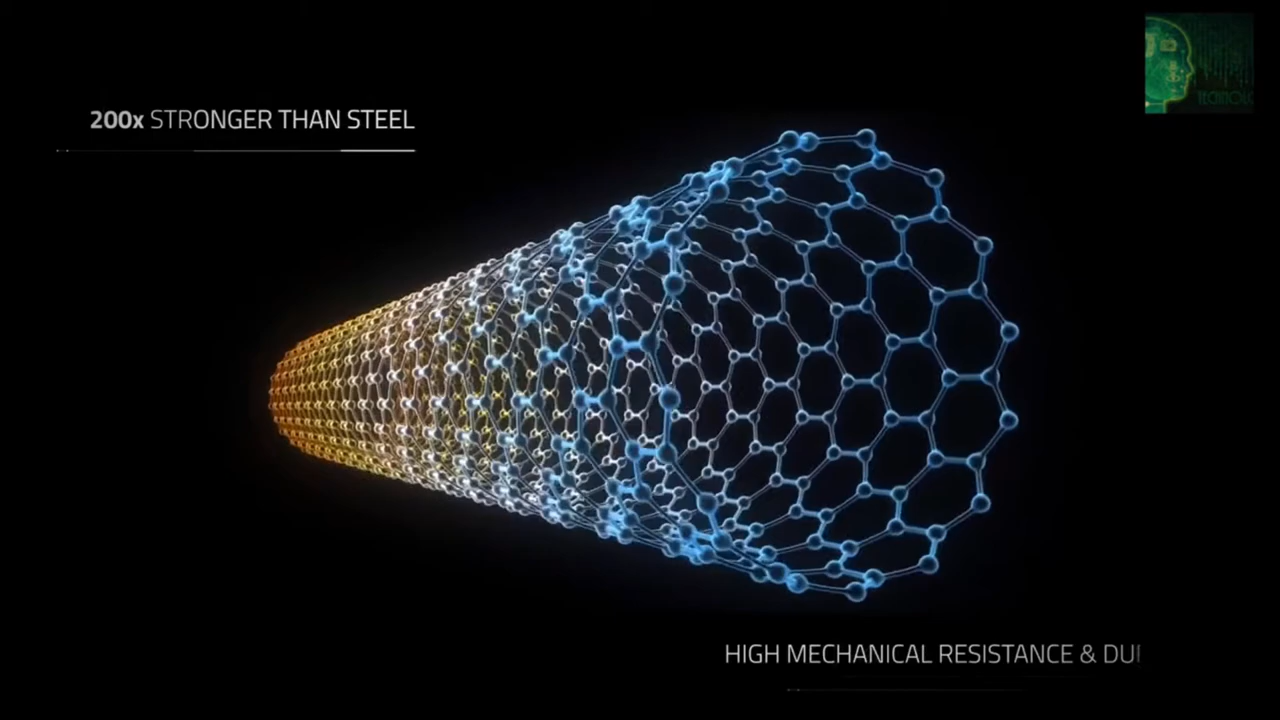 200x STRONGER THAN STEEL
HIGH MECHANICAL RESISTANCE &